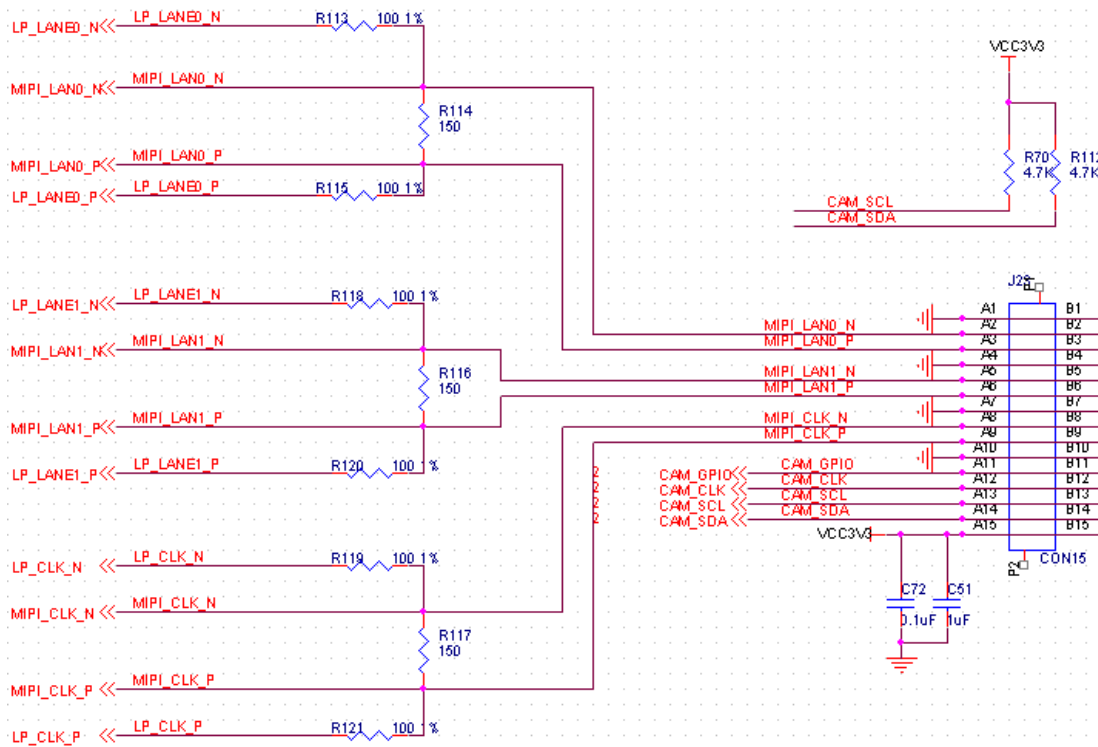 LP_LANE0_N LP_LANE0_N R113 100 1%
MIPI_LAN0_N MIPI_LAN0_N
R114
150
MIPI_LAN0_P MIPI_LAN0_P
LP_LANE0_P LP_LANE0_P R115 100 1%
VCC3V3
R70 4.7K
R112 4.7K
CAM_SCL
CAM_SDA
LP_LANE1_N LP_LANE1_N R118 100 1%
MIPI_LAN1_N MIPI_LAN1_N
R116
150
MIPI_LAN1_P MIPI_LAN1_P
LP_LANE1_P LP_LANE1_P R120 100 1%
LP_CLK_N LP_CLK_N R119 100 1%
MIPI_CLK_N MIPI_CLK_N
R117
150
MIPI_CLK_P MIPI_CLK_P
LP_CLK_P LP_CLK_P R121 100 1%
A1 B1
MIPI_LAN0_N A2 B2
MIPI_LAN0_P A3 B3
A4 B4
MIPI_LAN1_N A5 B5
MIPI_LAN1_P A6 B6
A7 B7
MIPI_CLK_N A8 B8
MIPI_CLK_P A9 B9
A10 B10
CAM_GPIO CAM_GPIO A11 B11
CAM_CLK CAM_CLK A12 B12
CAM_SCL CAM_SCL A13 B13
CAM_SDA CAM_SDA A14 B14
VCC3V3 A15 B15
P2
CON15
C72
0.1uF
C51
1uF